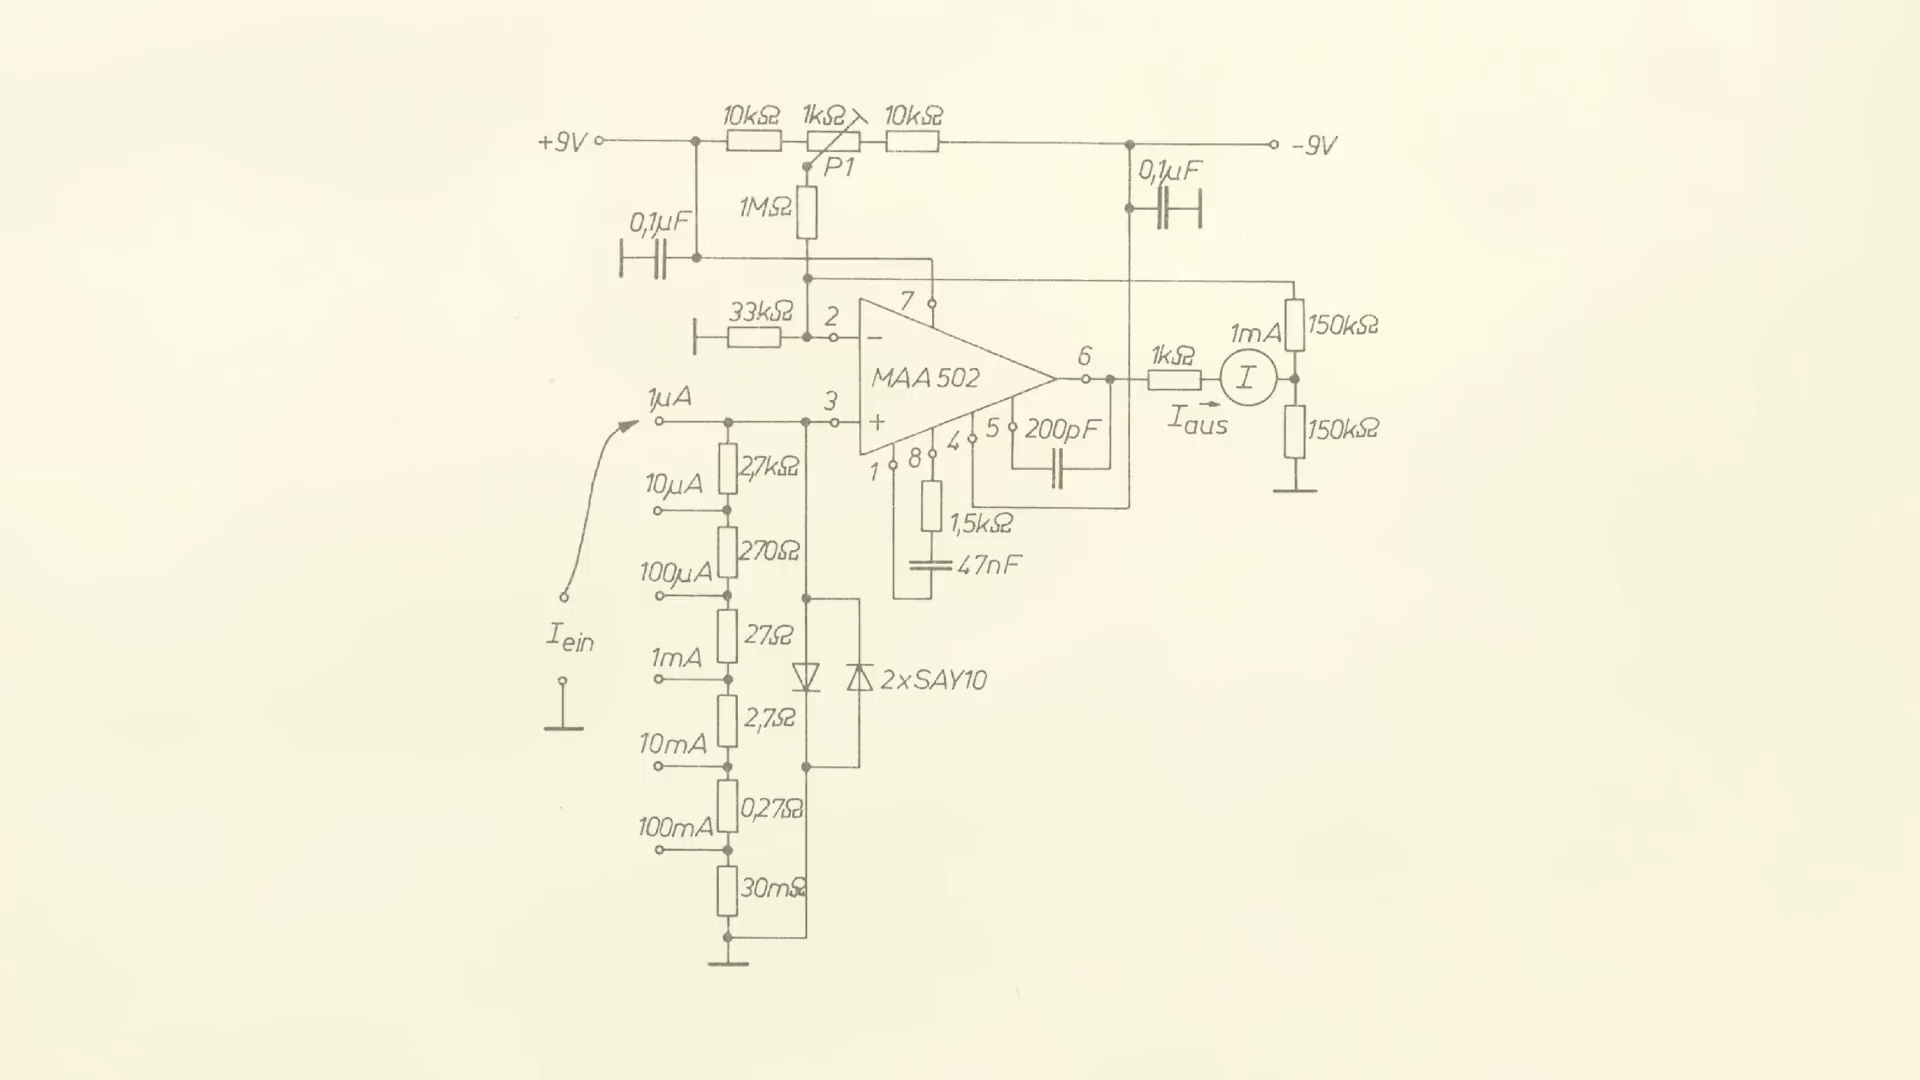 10kΩ 1kΩ 10kΩ
+9V -9V
P1 0,1µF
1MΩ
0,1µF
7
33kΩ 2 1mA 150kΩ
−
6 1kΩ
MAA502 I
1µA 3 Iaus
+ 4 5 200pF 150kΩ
1 8
2,7kΩ
10µA
1,5kΩ
270Ω
47nF
100µA
Iein 27Ω
1mA
2xSAY10
2,7Ω
10mA
0,27Ω
100mA
30mΩ